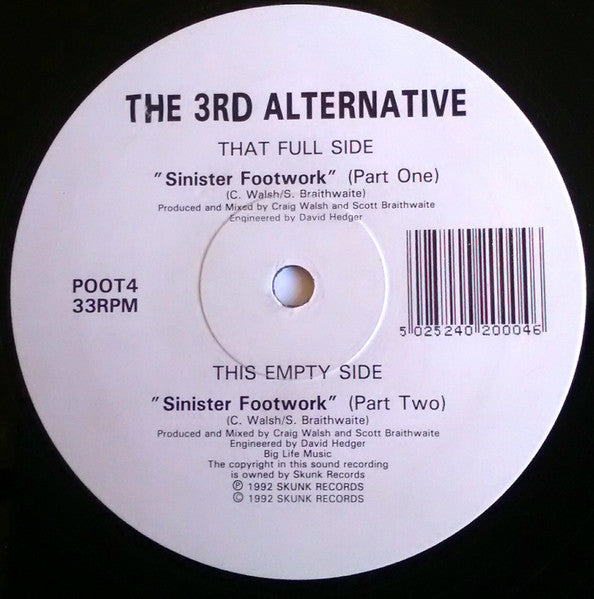 THE 3RD ALTERNATIVE
THAT FULL SIDE
"Sinister Footwork" (Part One)
(C. Walsh/S. Braithwaite)
Produced and Mixed by Craig Walsh and Scott Braithwaite
Engineered by David Hedger
POOT4
33RPM
5 025240 200046
THIS EMPTY SIDE
"Sinister Footwork" (Part Two)
(C. Walsh/S. Braithwaite)
Produced and Mixed by Craig Walsh and Scott Braithwaite
Engineered by David Hedger
Big Life Music
The copyright in this sound recording
is owned by Skunk Records
℗ 1992 SKUNK RECORDS
© 1992 SKUNK RECORDS